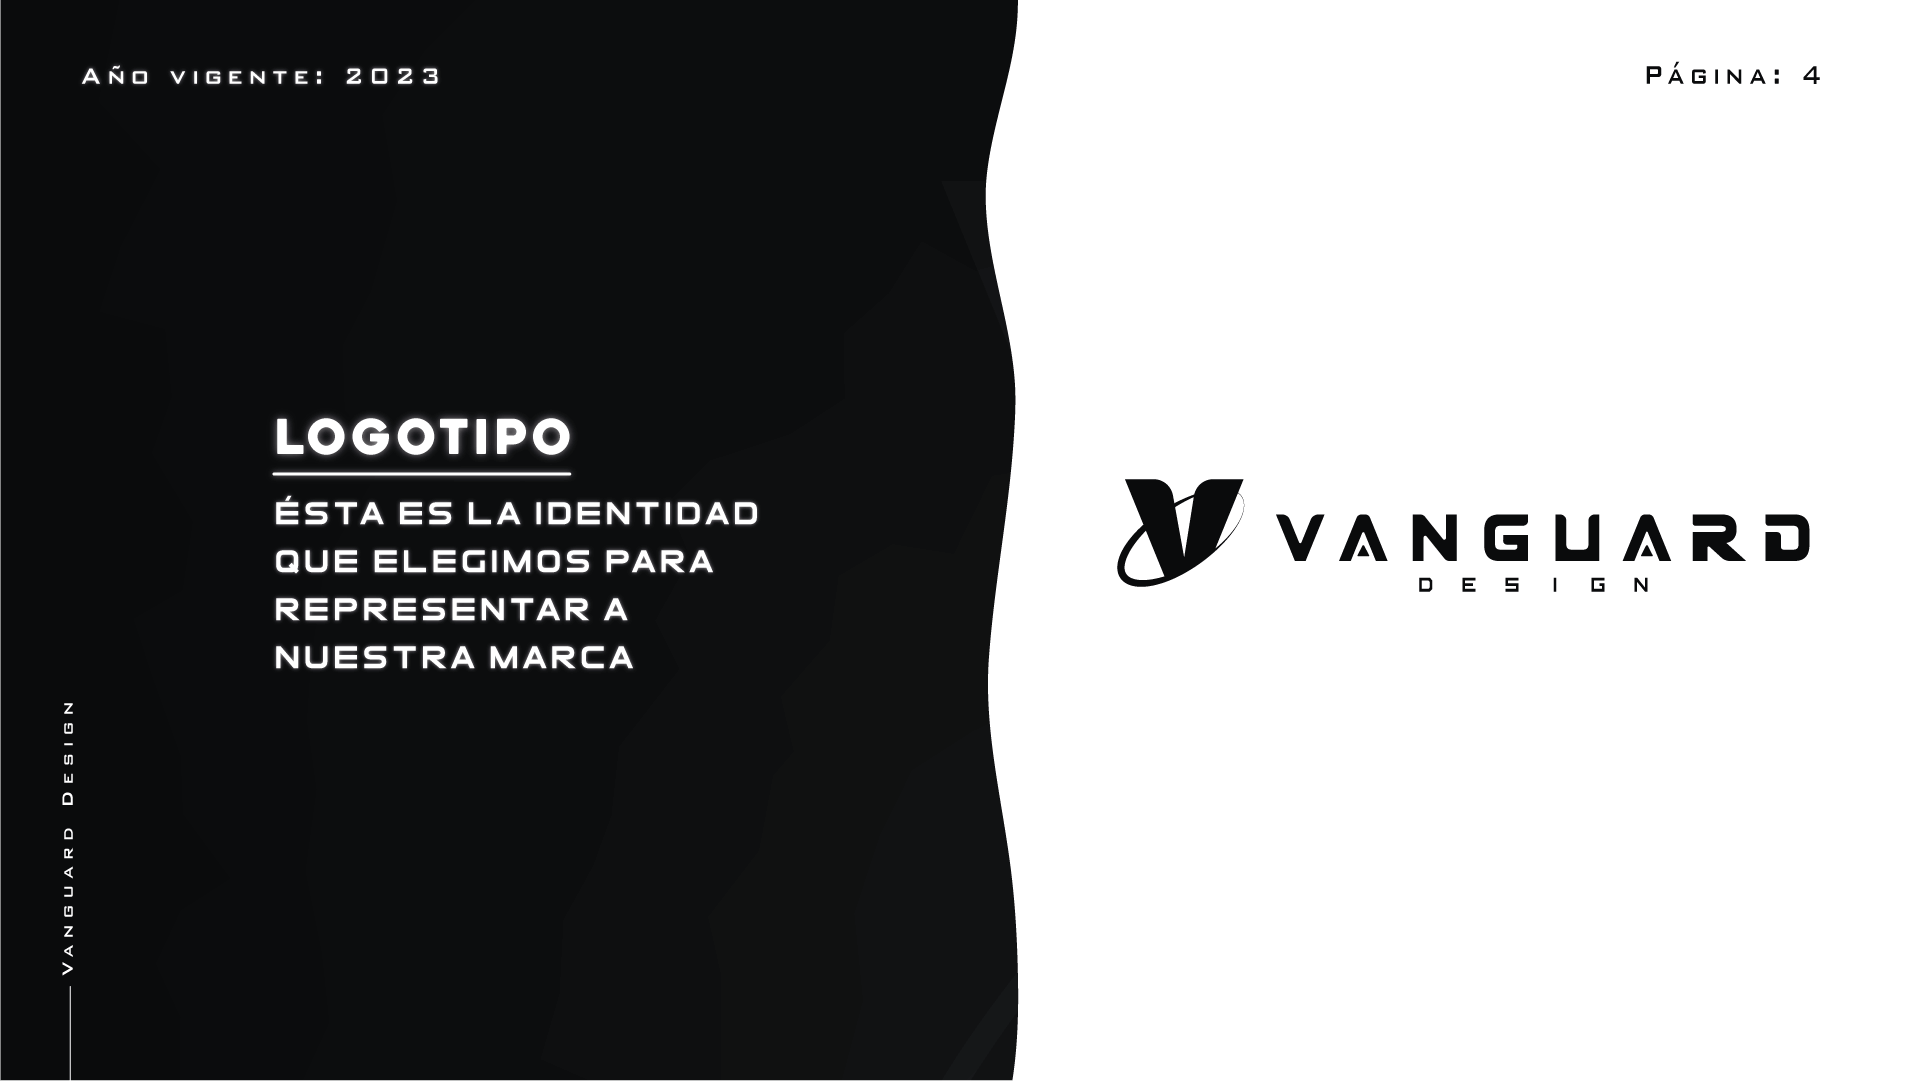 Año vigente: 2023
Página: 4
LOGOTIPO
ÉSTA ES LA IDENTIDAD
QUE ELEGIMOS PARA
REPRESENTAR A
NUESTRA MARCA
VANGUARD
DESIGN
Vanguard Design